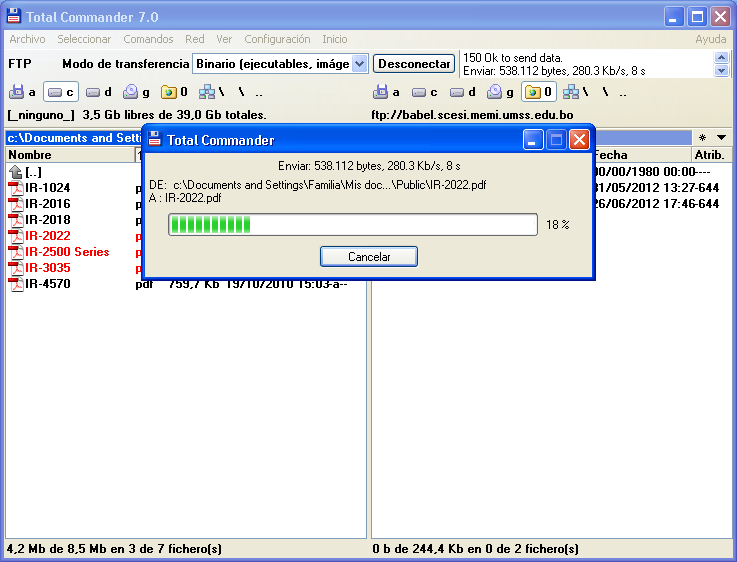 Total Commander 7.0
Archivo Seleccionar Comandos Red Ver Configuración Inicio Ayuda
FTP Modo de transferencia Binario (ejecutables, imáge Desconectar
150 Ok to send data.
Enviar: 538.112 bytes, 280.3 Kb/s, 8 s
a c d g 0 \ \ ..
a c d g 0 \ \ ..
[_ninguno_] 3,5 Gb libres de 39,0 Gb totales.
ftp://babel.scesi.memi.umss.edu.bo
c:\Documents and Setti
* ▼
Nombre
Fecha Atrib.
[..]
00/00/1980 00:00 ----
IR-1024
31/05/2012 13:27 -644
IR-2016
26/06/2012 17:46 -644
IR-2018
IR-2022
IR-2500 Series
IR-3035
IR-4570 pdf 759,7 Kb 19/10/2010 15:03 -a--
Total Commander
Enviar: 538.112 bytes, 280.3 Kb/s, 8 s
DE: c:\Documents and Settings\Familia\Mis doc...\Public\IR-2022.pdf
A : IR-2022.pdf
18 %
Cancelar
4,2 Mb de 8,5 Mb en 3 de 7 fichero(s)
0 b de 244,4 Kb en 0 de 2 fichero(s)